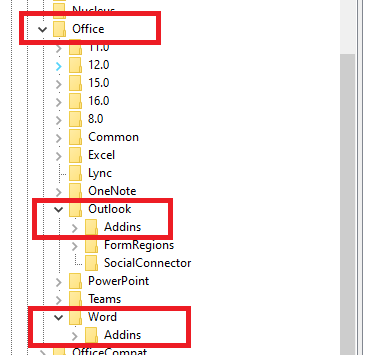 Nucleus
Office
11.0
12.0
15.0
16.0
8.0
Common
Excel
Lync
OneNote
Outlook
Addins
FormRegions
SocialConnector
PowerPoint
Teams
Word
Addins
OfficeCompat